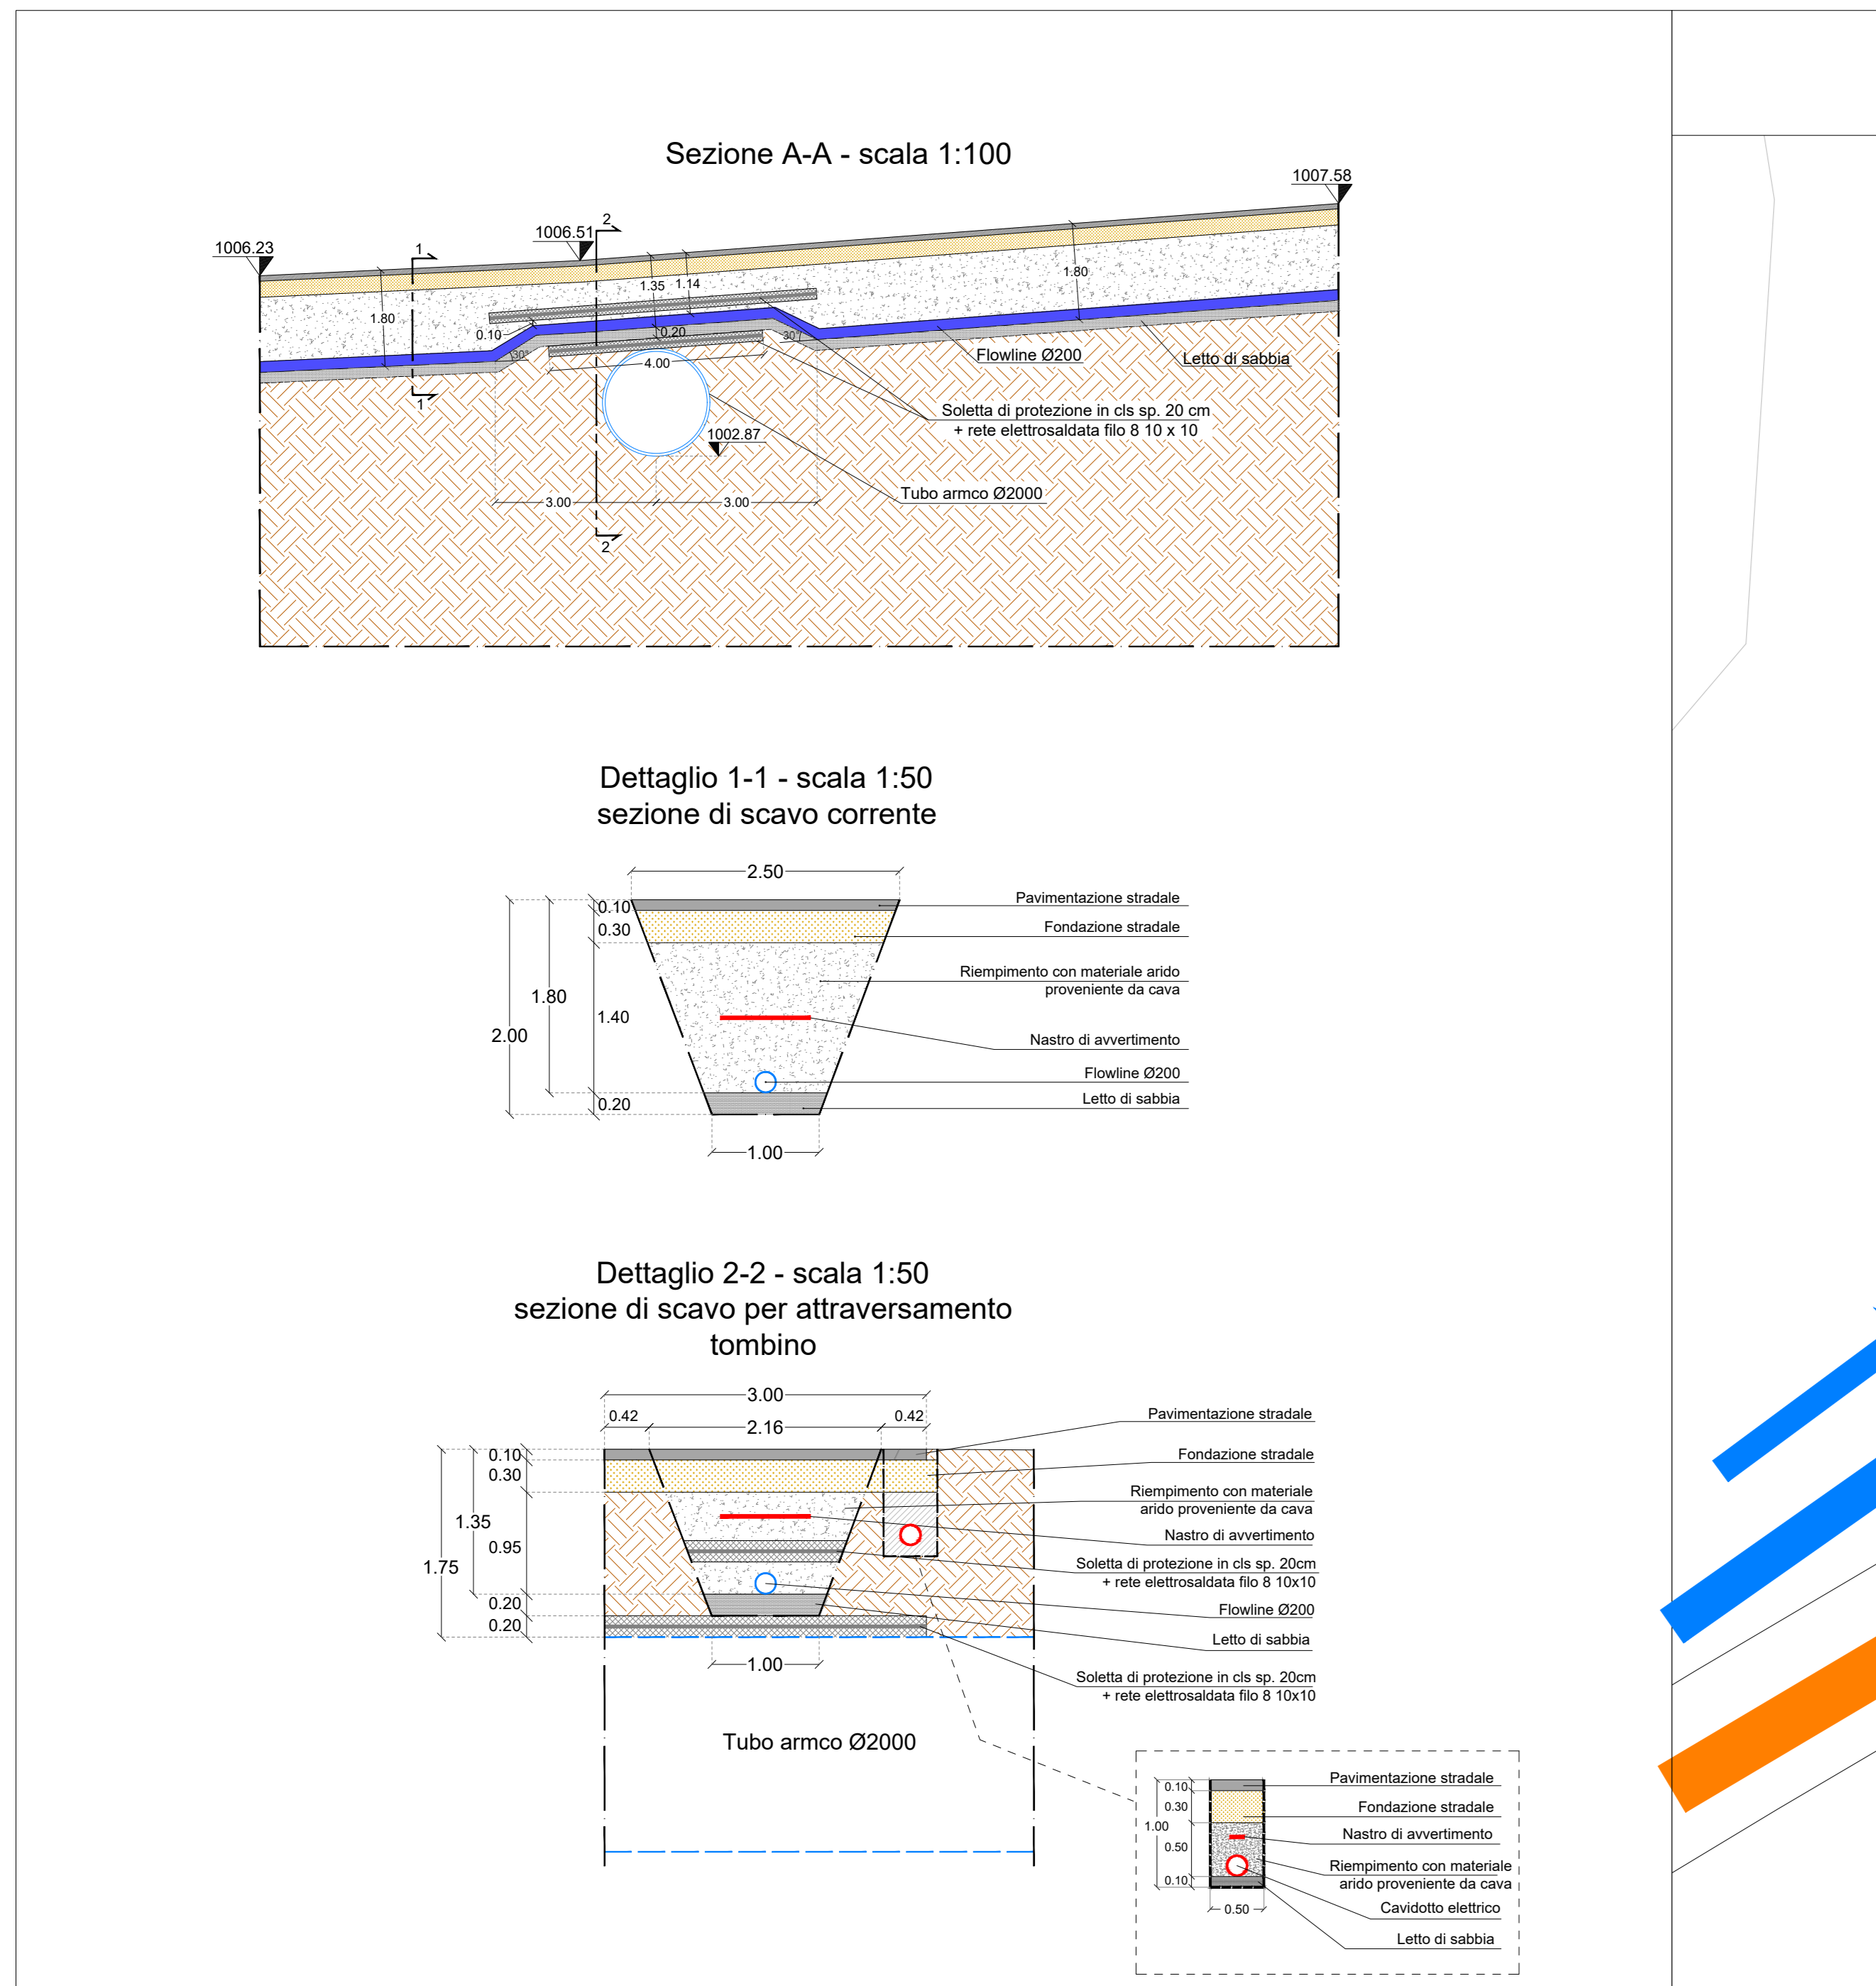 Sezione A-A - scala 1:100
1007.58
1006.51
2
1006.23
1
1.35
1.14
1.80
1.80
0.10
0.20
30°
30°
Flowline Ø200
Letto di sabbia
4.00
1
Soletta di protezione in cls sp. 20 cm
+ rete elettrosaldata filo 8 10 x 10
1002.87
Tubo armco Ø2000
3.00
3.00
2
Dettaglio 1-1 - scala 1:50
sezione di scavo corrente
2.50
0.10
0.30
1.80
2.00
1.40
0.20
1.00
Pavimentazione stradale
Fondazione stradale
Riempimento con materiale arido
proveniente da cava
Nastro di avvertimento
Flowline Ø200
Letto di sabbia
Dettaglio 2-2 - scala 1:50
sezione di scavo per attraversamento
tombino
3.00
0.42
2.16
0.42
0.10
0.30
1.35
0.95
1.75
0.20
0.20
1.00
Pavimentazione stradale
Fondazione stradale
Riempimento con materiale
arido proveniente da cava
Nastro di avvertimento
Soletta di protezione in cls sp. 20cm
+ rete elettrosaldata filo 8 10x10
Flowline Ø200
Letto di sabbia
Soletta di protezione in cls sp. 20cm
+ rete elettrosaldata filo 8 10x10
Tubo armco Ø2000
0.10
0.30
1.00
0.50
0.10
0.50
Pavimentazione stradale
Fondazione stradale
Nastro di avvertimento
Riempimento con materiale
arido proveniente da cava
Cavidotto elettrico
Letto di sabbia